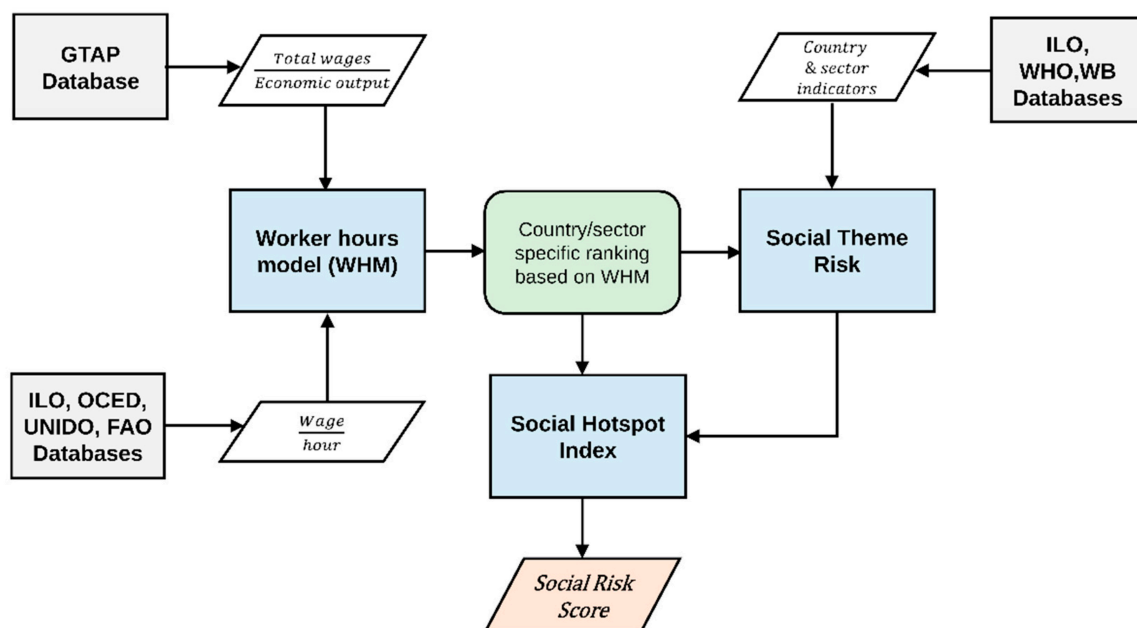 GTAP
Database
Total wages
Economic output
Country
& sector
indicators
ILO,
WHO,WB
Databases
Worker hours
model (WHM)
Country/sector
specific ranking
based on WHM
Social Theme
Risk
ILO, OCED,
UNIDO, FAO
Databases
Wage
hour
Social Hotspot
Index
Social Risk
Score